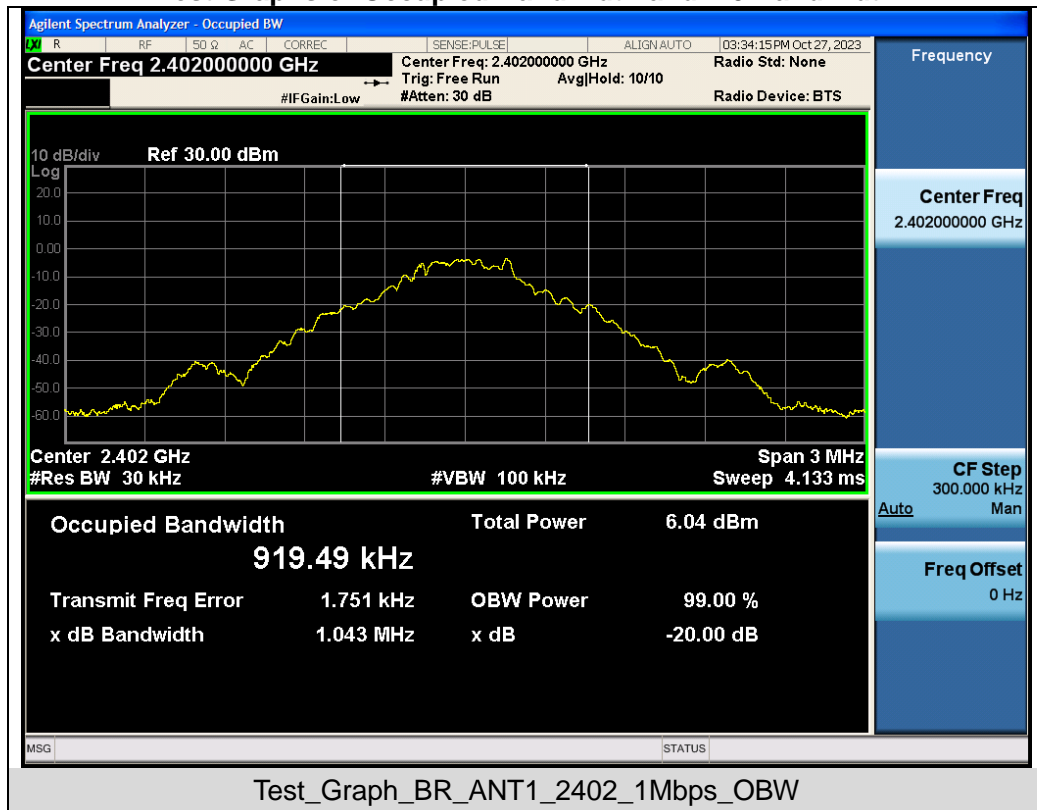 Agilent Spectrum Analyzer - Occupied BW
LXI R RF 50 Ω AC CORREC SENSE:PULSE ALIGN AUTO 03:34:15 PM Oct 27, 2023
Center Freq 2.402000000 GHz Center Freq: 2.402000000 GHz Radio Std: None
Trig: Free Run Avg|Hold: 10/10
#IFGain:Low #Atten: 30 dB Radio Device: BTS
10 dB/div Ref 30.00 dBm
Log
20.0
10.0
0.00
-10.0
-20.0
-30.0
-40.0
-50.0
-60.0
Center 2.402 GHz Span 3 MHz
#Res BW 30 kHz #VBW 100 kHz Sweep 4.133 ms
Occupied Bandwidth Total Power 6.04 dBm
919.49 kHz
Transmit Freq Error 1.751 kHz OBW Power 99.00 %
x dB Bandwidth 1.043 MHz x dB -20.00 dB
MSG STATUS
Frequency
Center Freq
2.402000000 GHz
CF Step
300.000 kHz
Auto Man
Freq Offset
0 Hz
Test_Graph_BR_ANT1_2402_1Mbps_OBW